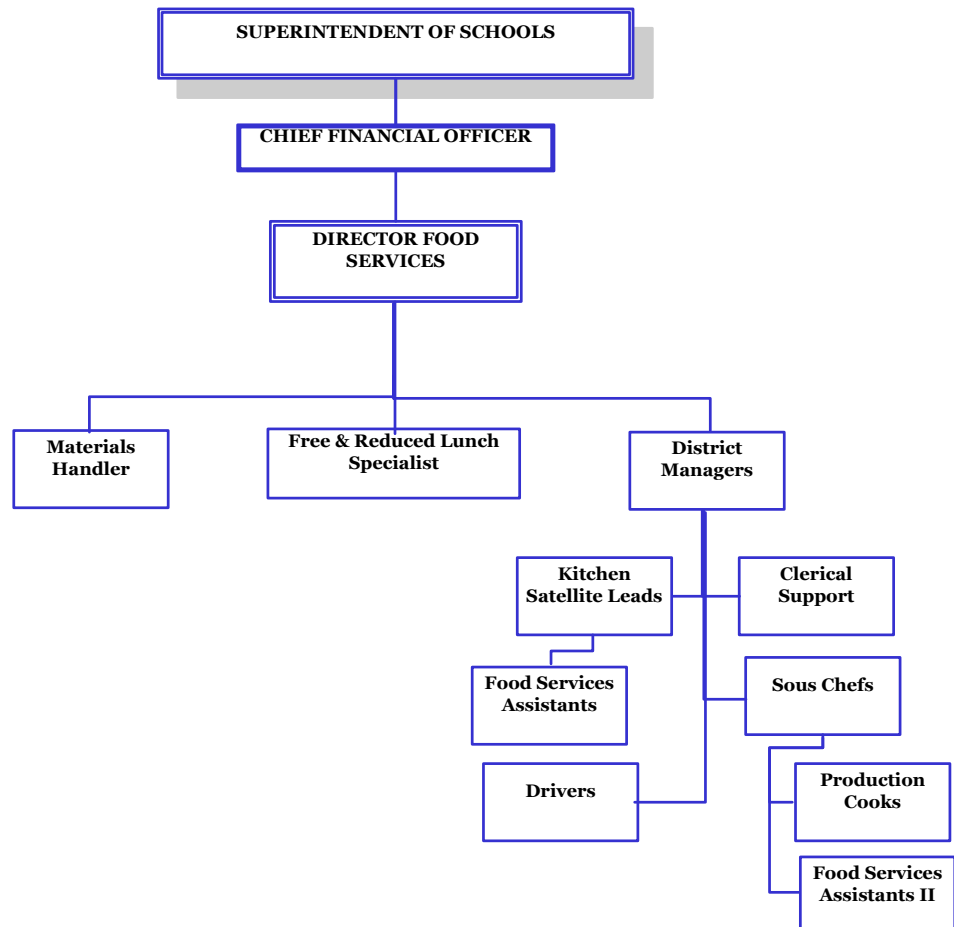 SUPERINTENDENT OF SCHOOLS
CHIEF FINANCIAL OFFICER
DIRECTOR FOOD
SERVICES
Materials
Handler
Free & Reduced Lunch
Specialist
District
Managers
Kitchen
Satellite Leads
Clerical
Support
Food Services
Assistants
Sous Chefs
Drivers
Production
Cooks
Food Services
Assistants II